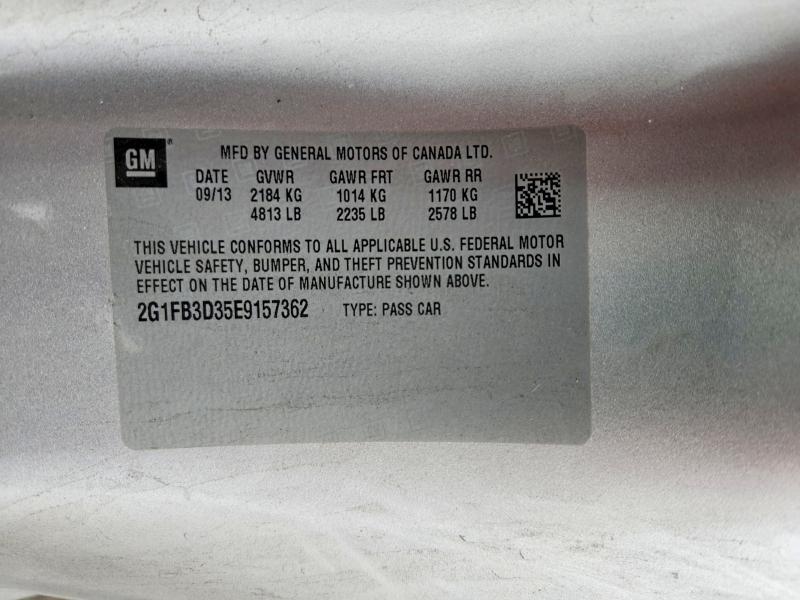 GM®
MFD BY GENERAL MOTORS OF CANADA LTD.
DATE GVWR GAWR FRT GAWR RR
09/13 2184 KG 1014 KG 1170 KG
4813 LB 2235 LB 2578 LB
THIS VEHICLE CONFORMS TO ALL APPLICABLE U.S. FEDERAL MOTOR
VEHICLE SAFETY, BUMPER, AND THEFT PREVENTION STANDARDS IN
EFFECT ON THE DATE OF MANUFACTURE SHOWN ABOVE.
2G1FB3D35E9157362 TYPE: PASS CAR